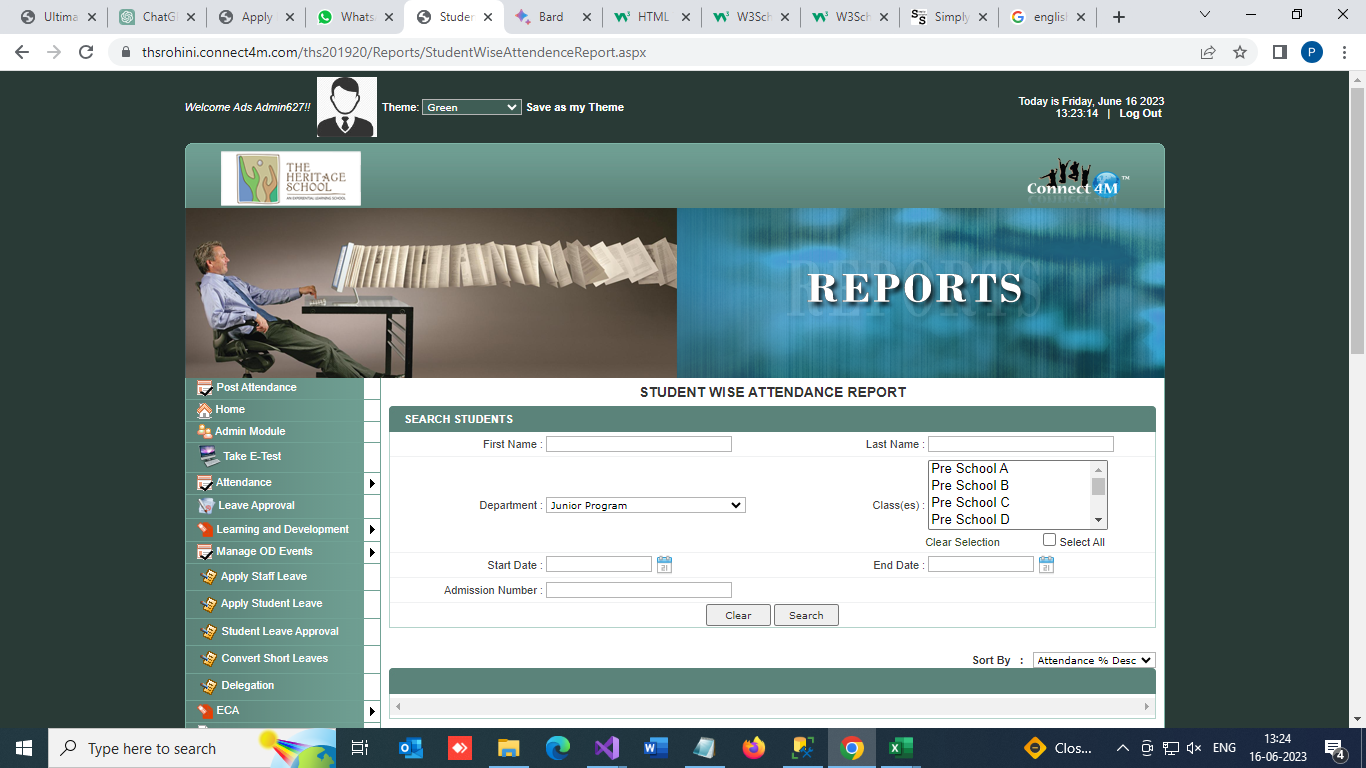 Ultima
ChatGI
Apply
Whats
Studer
Bard
HTML
W3Sch
W3Sch
Simply
english
thsrohini.connect4m.com/ths201920/Reports/StudentWiseAttendenceReport.aspx
P
Welcome Ads Admin627!!
Theme: Green Save as my Theme
Today is Friday, June 16 2023
13:23:14 | Log Out
THE
HERITAGE
SCHOOL
AN EXPERIENTIAL LEARNING SCHOOL
Connect 4M™
REPORTS
Post Attendance
Home
Admin Module
Take E-Test
Attendance
Leave Approval
Learning and Development
Manage OD Events
Apply Staff Leave
Apply Student Leave
Student Leave Approval
Convert Short Leaves
Delegation
ECA
STUDENT WISE ATTENDANCE REPORT
SEARCH STUDENTS
First Name :
Last Name :
Department : Junior Program
Class(es) :
Pre School A
Pre School B
Pre School C
Pre School D
Clear Selection Select All
Start Date :
21
End Date :
21
Admission Number :
Clear Search
Sort By : Attendance % Desc
Type here to search
Clos...
ENG
13:24
16-06-2023
4